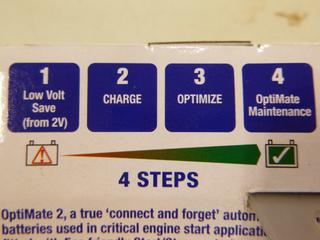 1
Low Volt
Save
(from 2V)
2
CHARGE
3
OPTIMIZE
4
OptiMate
Maintenance
4 STEPS
OptiMate 2, a true 'connect and forget' autom
batteries used in critical engine start applicati